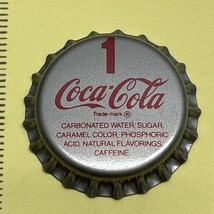 1
Coca-Cola
Trade-mark ®
CARBONATED WATER, SUGAR,
CARAMEL COLOR, PHOSPHORIC
ACID, NATURAL FLAVORINGS,
CAFFEINE.